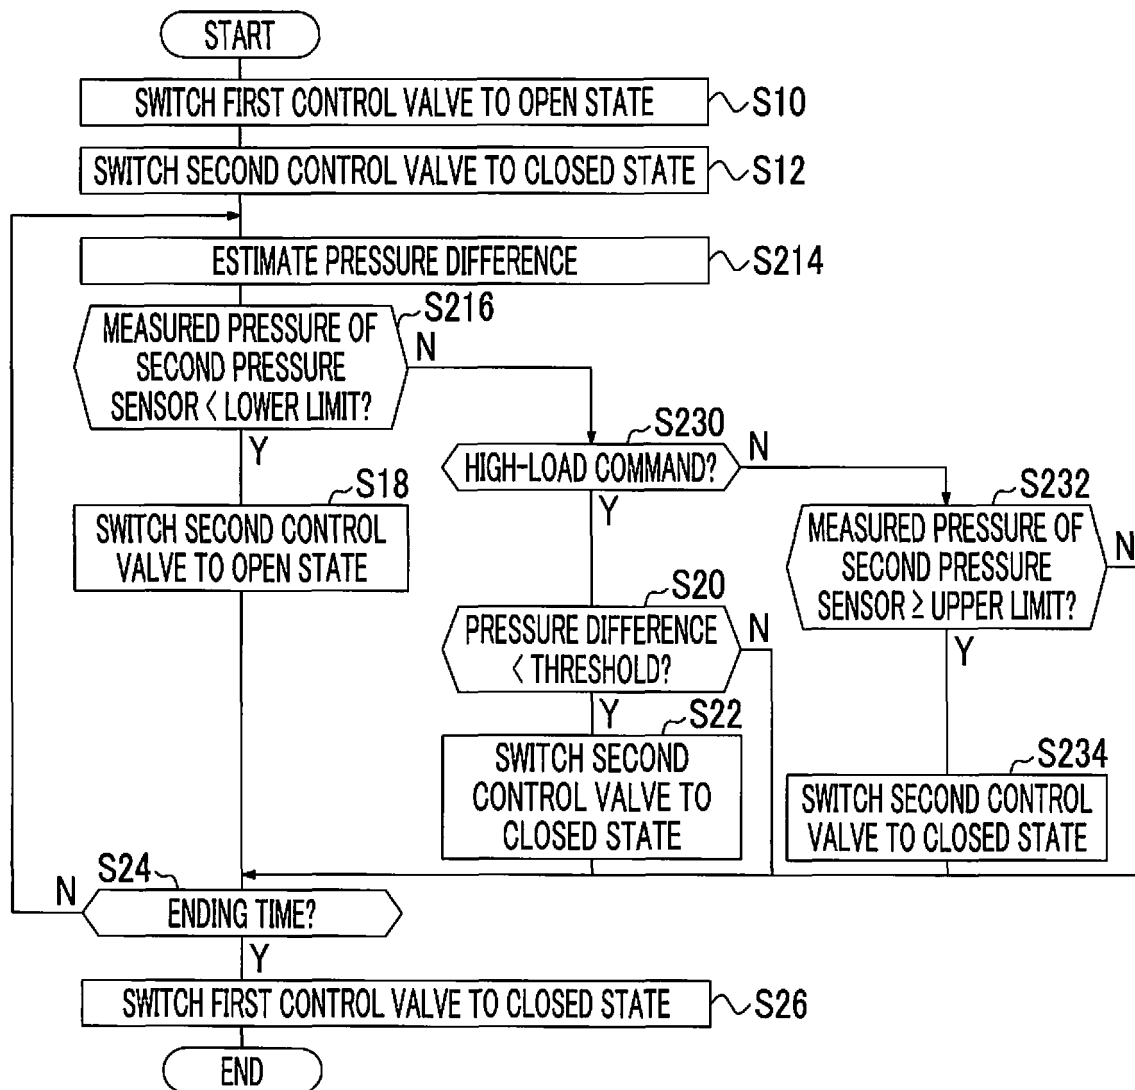 START
SWITCH FIRST CONTROL VALVE TO OPEN STATE
S10
SWITCH SECOND CONTROL VALVE TO CLOSED STATE
S12
ESTIMATE PRESSURE DIFFERENCE
S214
S216
MEASURED PRESSURE OF
SECOND PRESSURE
SENSOR < LOWER LIMIT?
N
Y
S230
HIGH-LOAD COMMAND?
N
Y
S18
SWITCH SECOND CONTROL
VALVE TO OPEN STATE
S232
MEASURED PRESSURE OF
SECOND PRESSURE
SENSOR ≥ UPPER LIMIT?
N
Y
S20
PRESSURE DIFFERENCE
< THRESHOLD?
N
Y
S22
SWITCH SECOND
CONTROL VALVE TO
CLOSED STATE
S234
SWITCH SECOND CONTROL
VALVE TO CLOSED STATE
S24
N
ENDING TIME?
Y
SWITCH FIRST CONTROL VALVE TO CLOSED STATE
S26
END